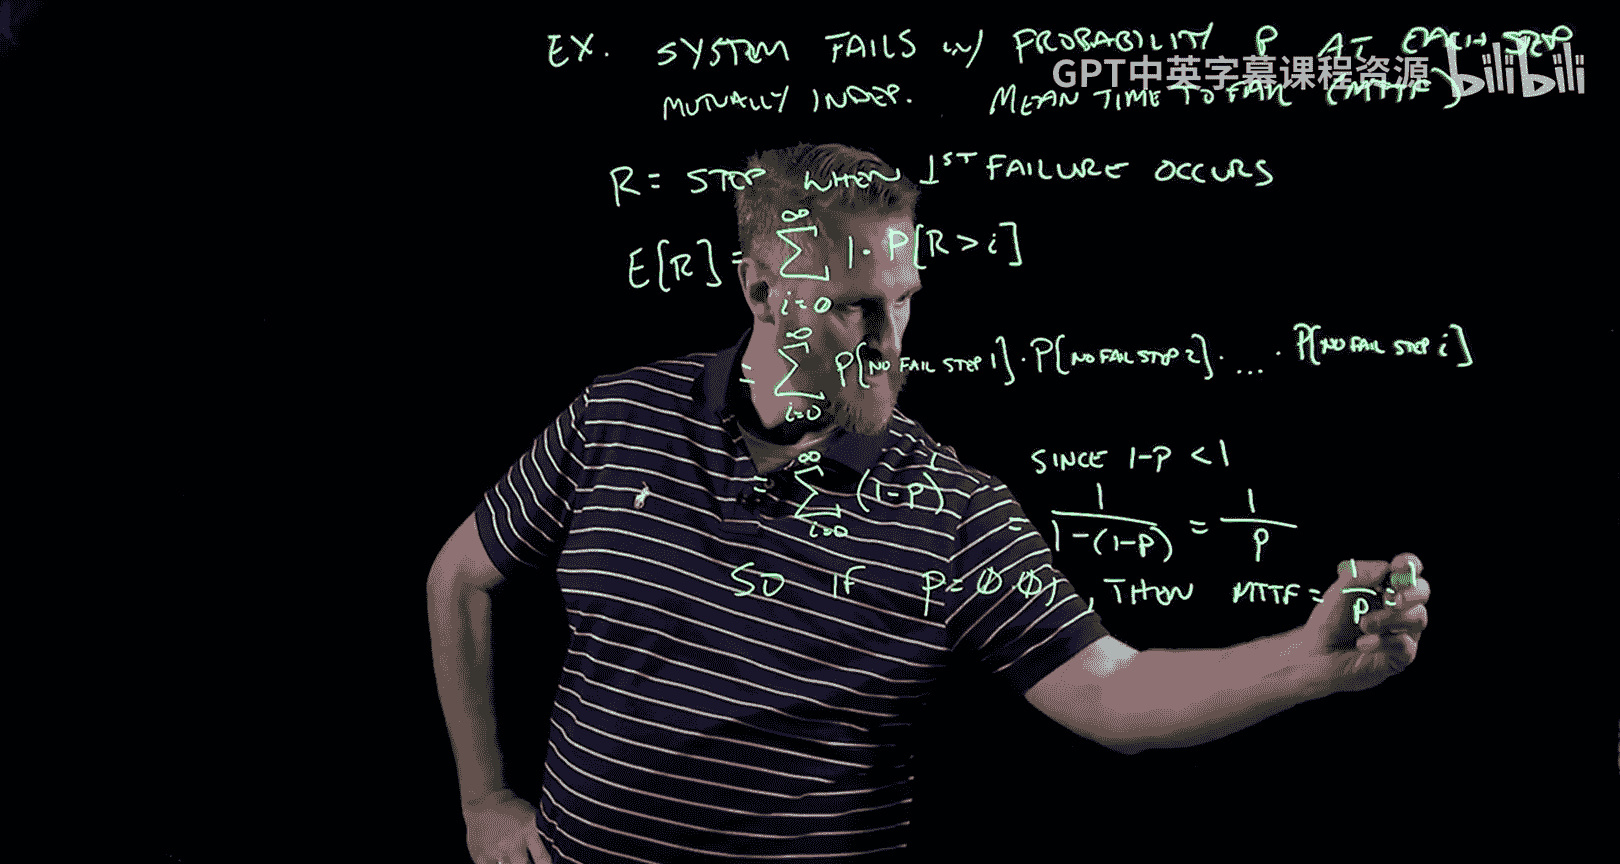 EX. SYSTEM FAILS w/ PROBABILITY P AT EACH STEP
GPT中英字幕课程资源 bilibili
MUTUALLY INDEP. MEAN TIME TO FAIL (MTTF)
R = STEP WHEN 1ST FAILURE OCCURS
E[R] = ∞∑i=0 1·P[R>i]
= ∞∑i=0 P[NO FAIL STEP 1]·P[NO FAIL STEP 2]· ... ·P[NO FAIL STEP i]
SINCE 1-P < 1
= ∞∑i=0 (1-P)^i = 1/(1-(1-P)) = 1/P
SO IF P=0.01, THEN MTTF = 1/P = 1